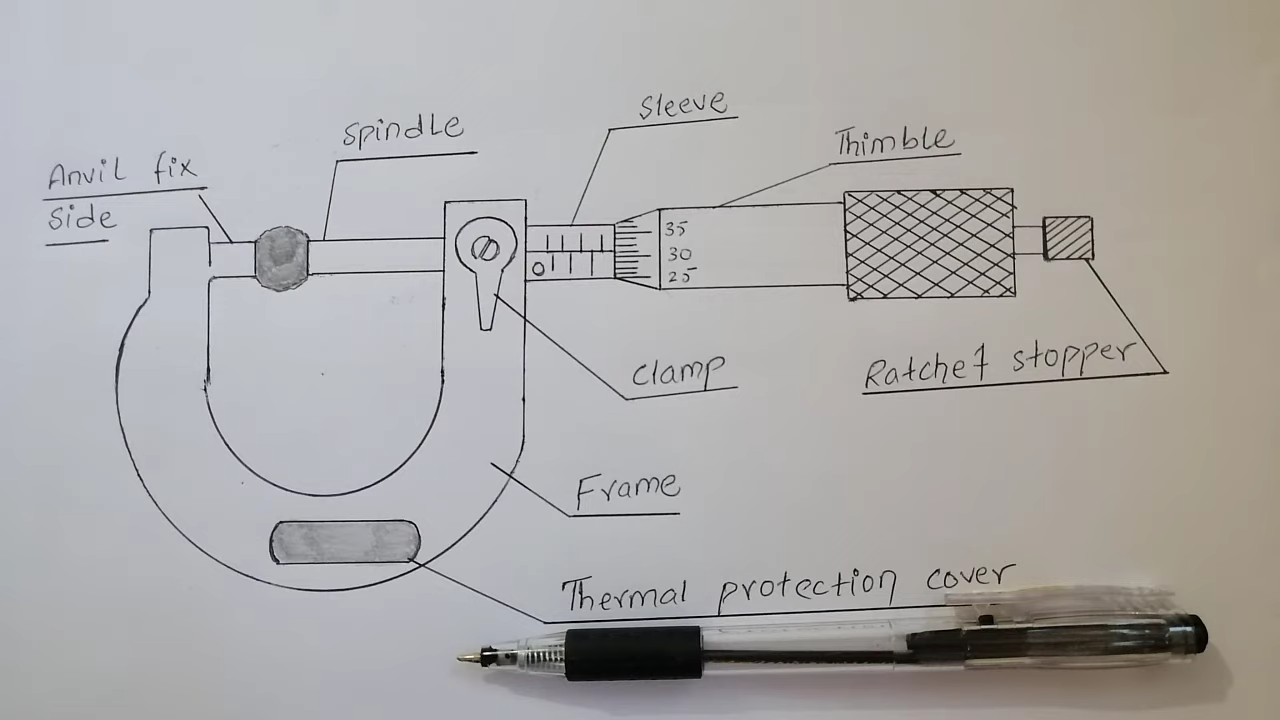 Sleeve
Spindle
Thimble
Anvil fix
Side
35
30
25
0
Clamp
Ratchet stopper
Frame
Thermal protection cover